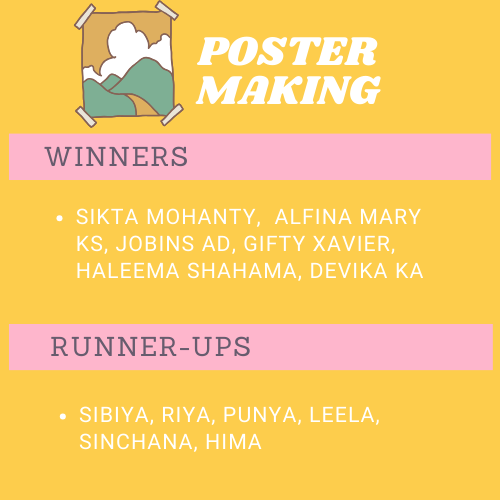 POSTER
MAKING
WINNERS
• SIKTA MOHANTY,  ALFINA MARY
KS, JOBINS AD, GIFTY XAVIER,
HALEEMA SHAHAMA, DEVIKA KA
RUNNER-UPS
• SIBIYA, RIYA, PUNYA, LEELA,
SINCHANA, HIMA